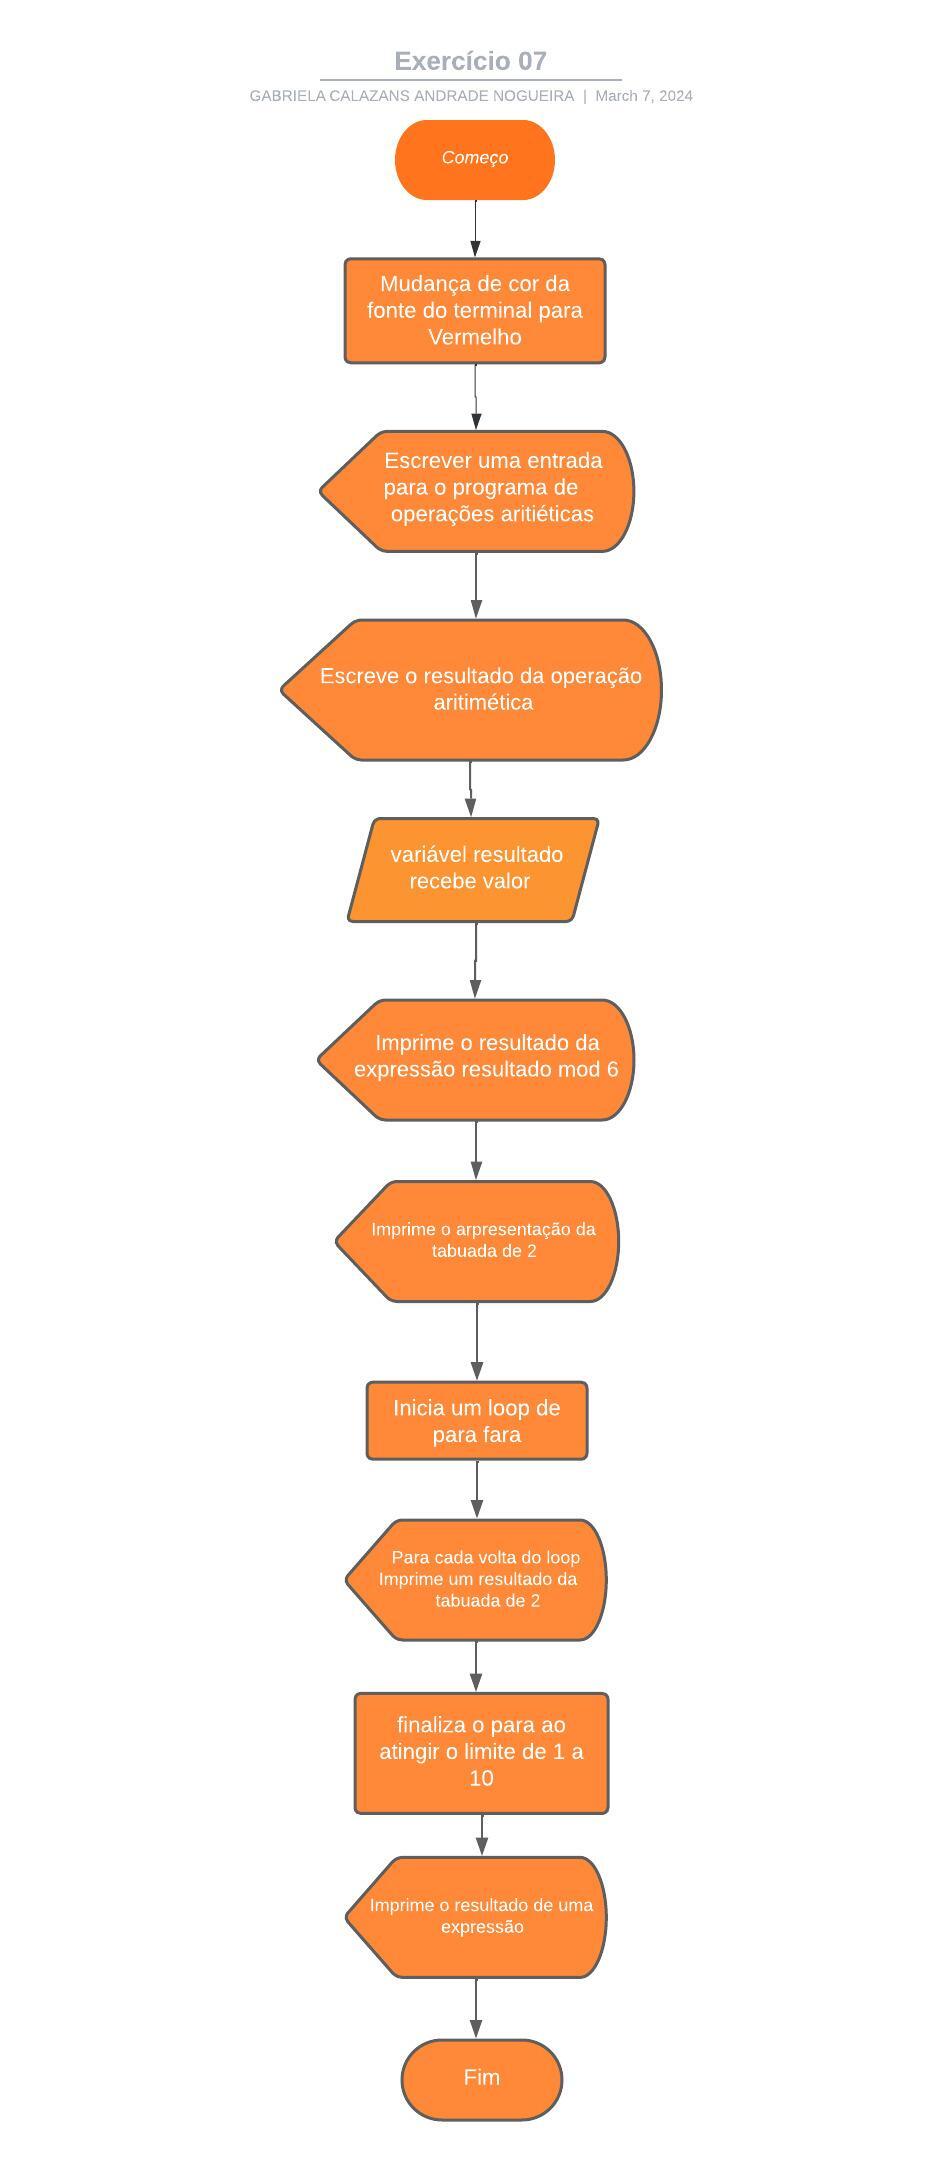 Exercício 07
GABRIELA CALAZANS ANDRADE NOGUEIRA | March 7, 2024
Começo
Mudança de cor da
fonte do terminal para
Vermelho
Escrever uma entrada
para o programa de
operações aritiéticas
Escreve o resultado da operação
aritimética
variável resultado
recebe valor
Imprime o resultado da
expressão resultado mod 6
Imprime o arpresentação da
tabuada de 2
Inicia um loop de
para fara
Para cada volta do loop
Imprime um resultado da
tabuada de 2
finaliza o para ao
atingir o limite de 1 a
10
Imprime o resultado de uma
expressão
Fim